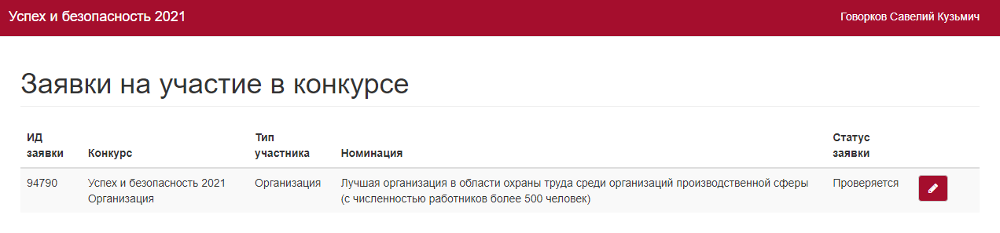 Успех и безопасность 2021
Говорков Савелий Кузьмич
Заявки на участие в конкурсе
ИД заявки
Конкурс
Тип участника
Номинация
Статус заявки
94790
Успех и безопасность 2021
Организация
Организация
Лучшая организация в области охраны труда среди организаций производственной сферы
(с численностью работников более 500 человек)
Проверяется